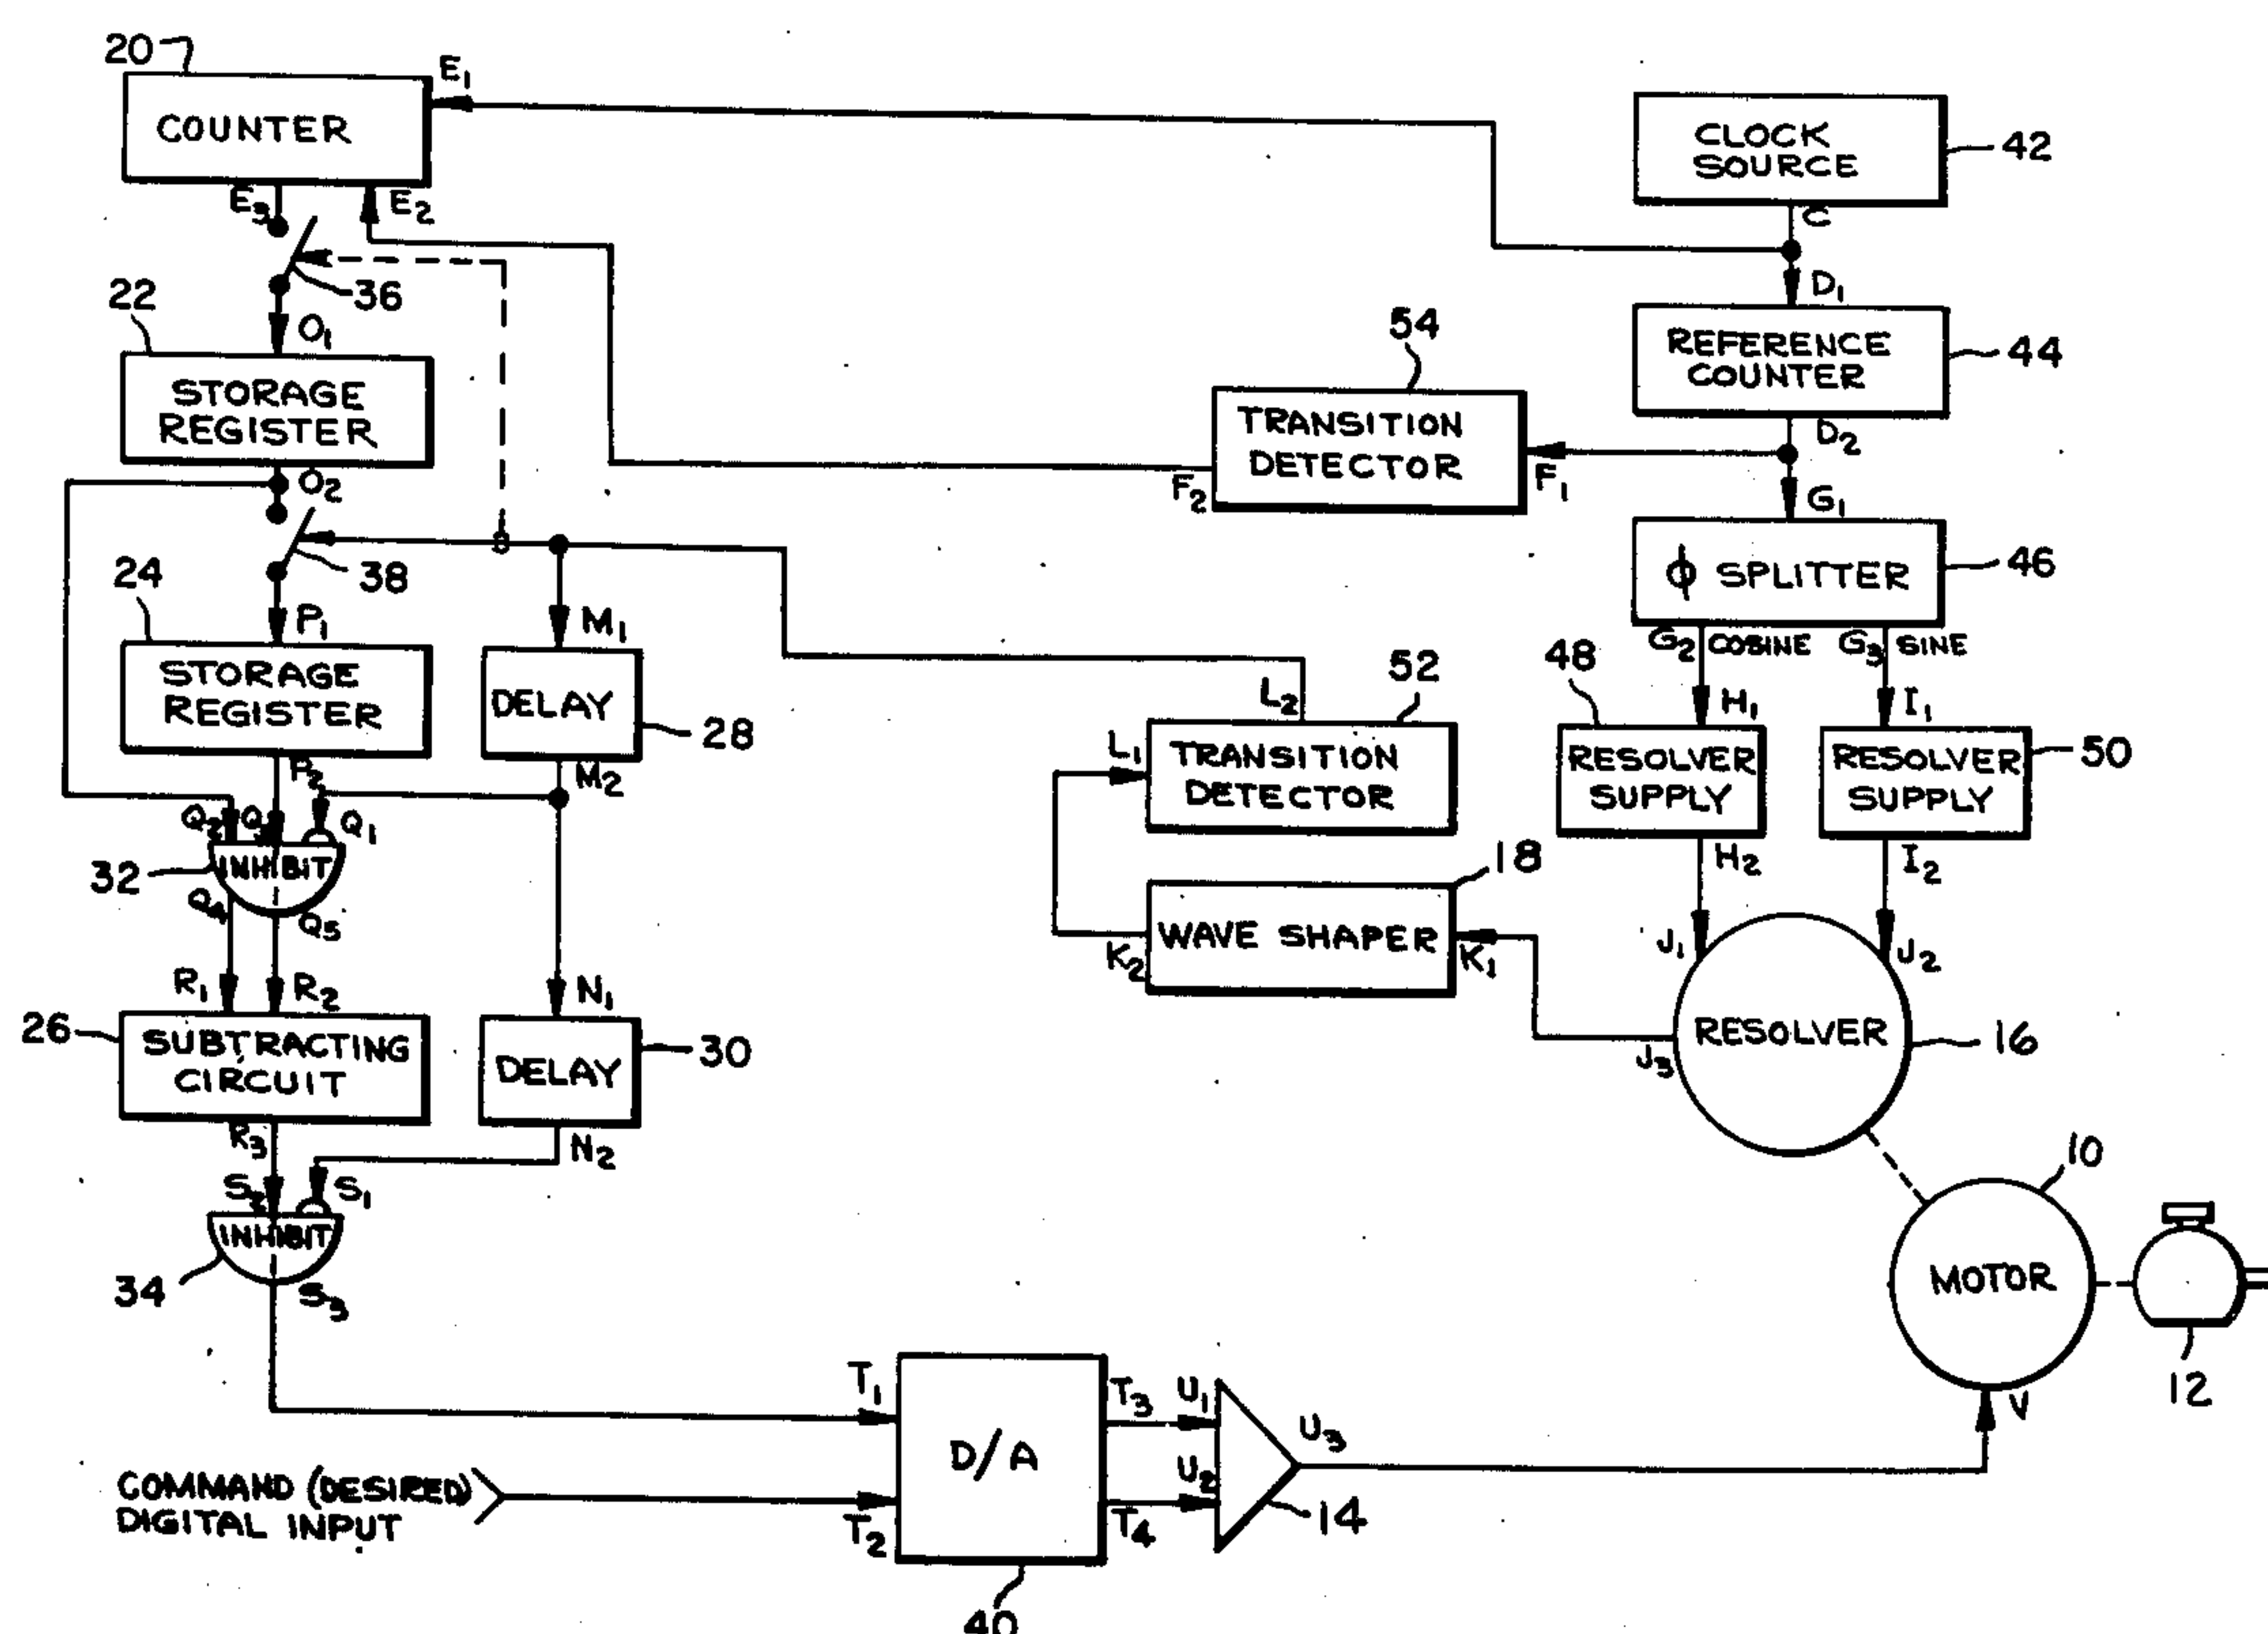 20
COUNTER
E₁
E₃
E₂
CLOCK
SOURCE
42
C
D₁
REFERENCE
COUNTER
44
D₂
36
22
O₁
STORAGE
REGISTER
O₂
54
TRANSITION
DETECTOR
F₂
F₁
G₁
ϕ SPLITTER
46
G₂ COSINE
G₃ SINE
38
24
P₁
STORAGE
REGISTER
P₂
M₁
DELAY
28
M₂
52
L₂
L₁
TRANSITION
DETECTOR
48
H₁
I₁
RESOLVER
SUPPLY
RESOLVER
SUPPLY
50
H₂
I₂
Q₂
Q₃
Q₁
INHIBIT
32
Q₄
Q₅
18
WAVE SHAPER
K₂
K₁
J₁
J₂
RESOLVER
16
J₃
R₁
R₂
N₁
26
SUBTRACTING
CIRCUIT
DELAY
30
R₃
N₂
S₂
S₁
INHIBIT
34
S₃
10
MOTOR
12
V
T₁
D/A
T₃
U₁
U₃
U₂
T₄
14
COMMAND (DESIRED)
DIGITAL INPUT
T₂
40